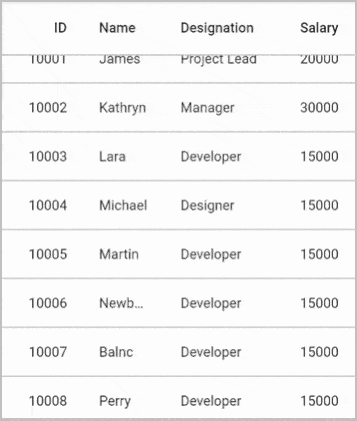 ID Name Designation Salary
10001 James Project Lead 20000
10002 Kathryn Manager 30000
10003 Lara Developer 15000
10004 Michael Designer 15000
10005 Martin Developer 15000
10006 Newb... Developer 15000
10007 Balnc Developer 15000
10008 Perry Developer 15000